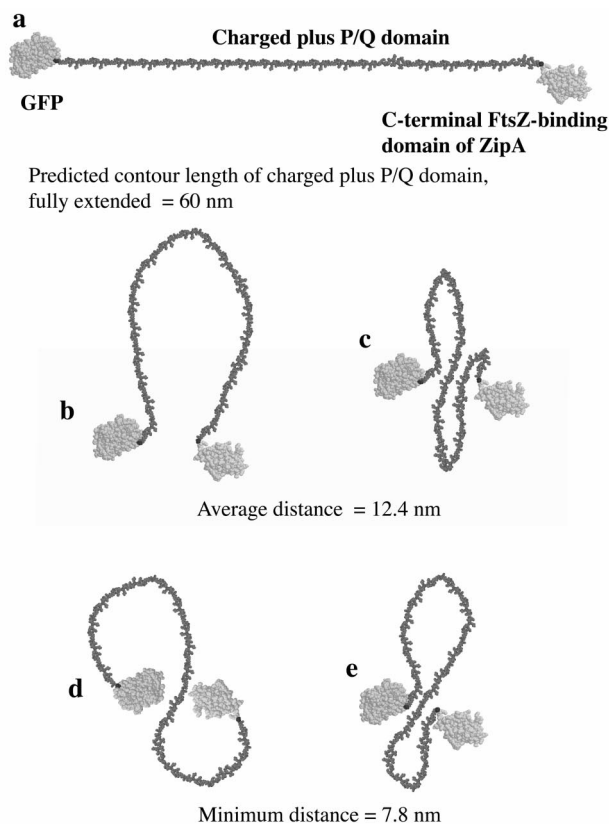 a
Charged plus P/Q domain
GFP
C-terminal FtsZ-binding
domain of ZipA
Predicted contour length of charged plus P/Q domain,
fully extended = 60 nm
b
c
Average distance = 12.4 nm
d
e
Minimum distance = 7.8 nm